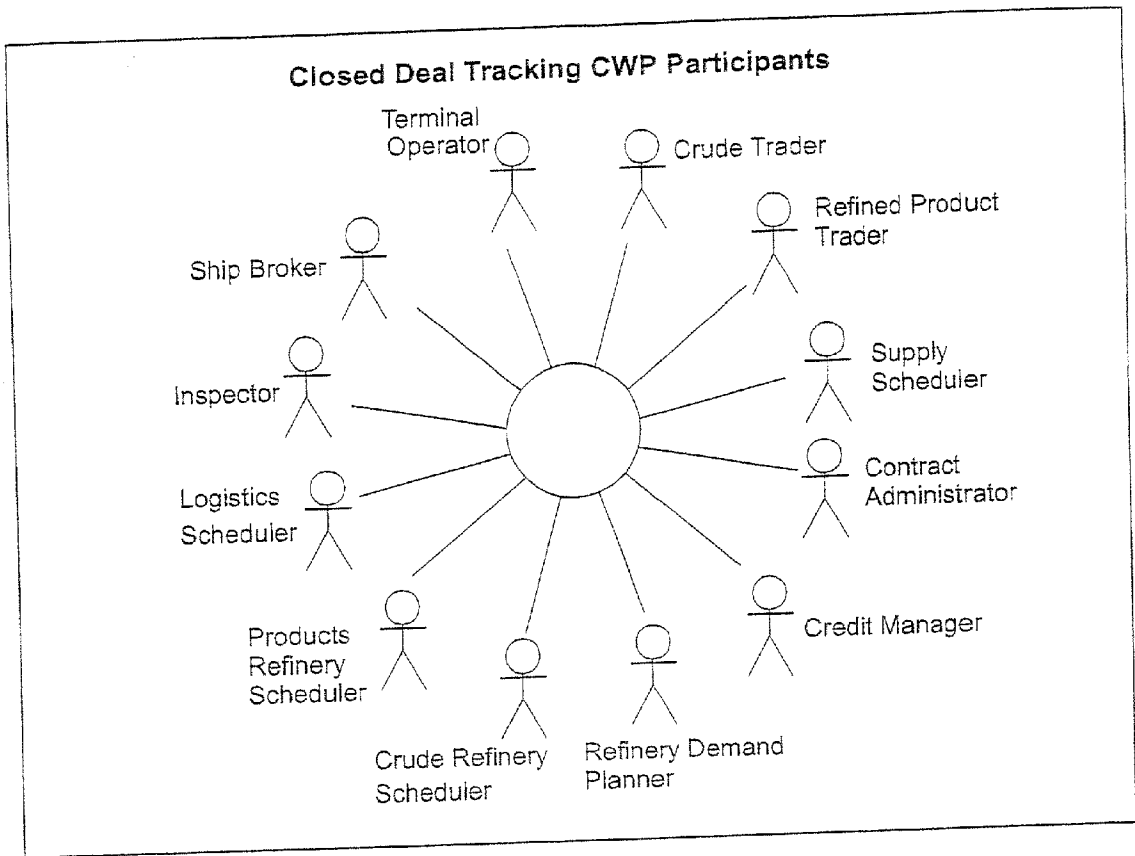 Closed Deal Tracking CWP Participants
Terminal
Operator
Crude Trader
Refined Product
Trader
Ship Broker
Supply
Scheduler
Inspector
Contract
Administrator
Logistics
Scheduler
Credit Manager
Products
Refinery
Scheduler
Crude Refinery
Scheduler
Refinery Demand
Planner